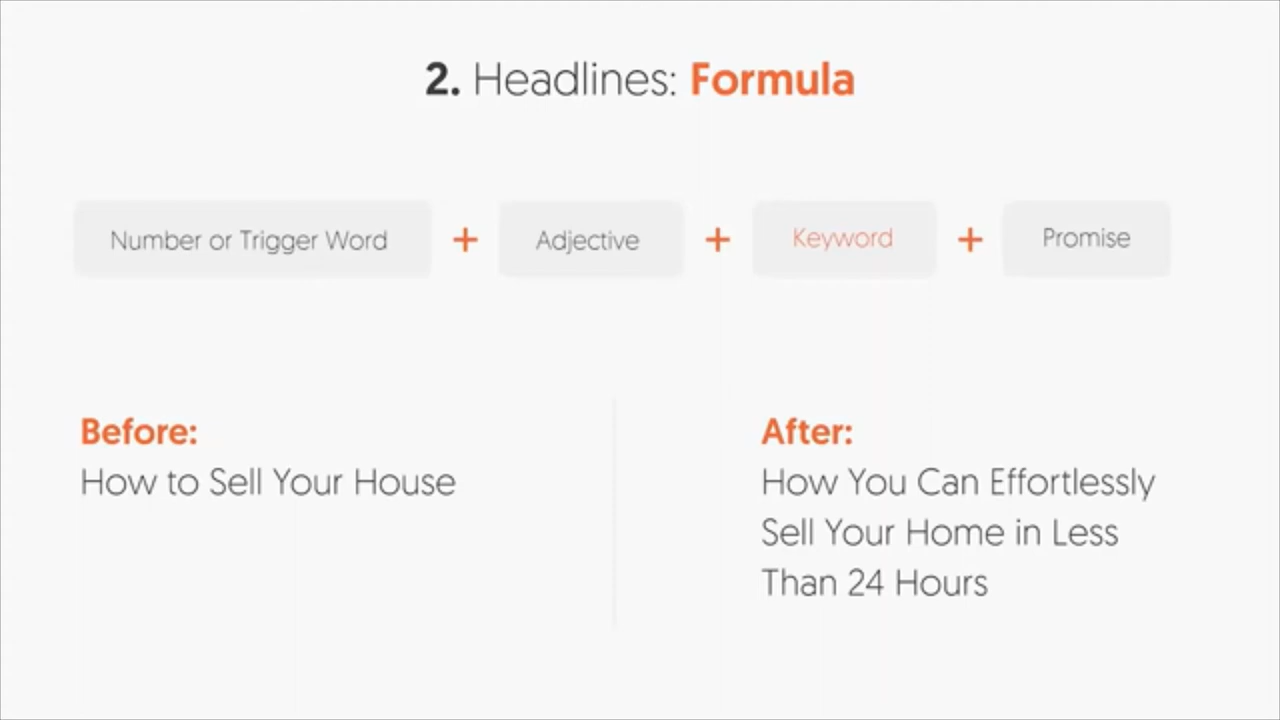 2. Headlines: Formula
Number or Trigger Word + Adjective + Keyword + Promise
Before:
How to Sell Your House
After:
How You Can Effortlessly
Sell Your Home in Less
Than 24 Hours